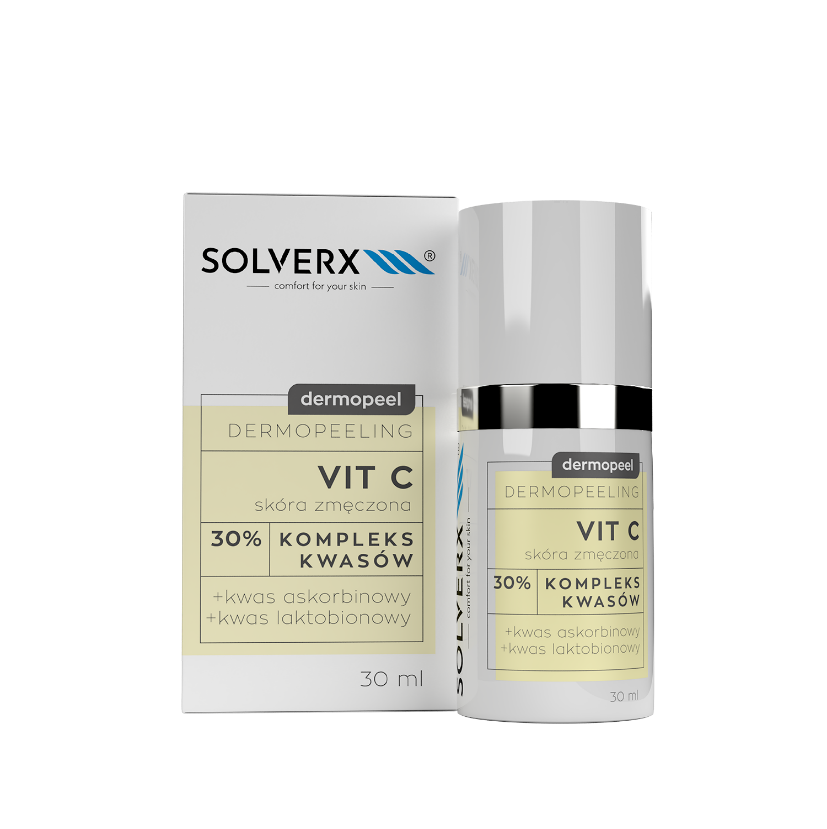 SOLVERX®
comfort for your skin
dermopeel
DERMOPEELING
VIT C
skóra zmęczona
30% KOMPLEKS
KWASÓW
+kwas askorbinowy
+kwas laktobionowy
30 ml
SOLVERX
comfort for your skin
dermopeel
DERMOPEELING
VIT C
skóra zmęczona
30% KOMPLEKS
KWASÓW
+kwas askorbinowy
+kwas laktobionowy
30 ml